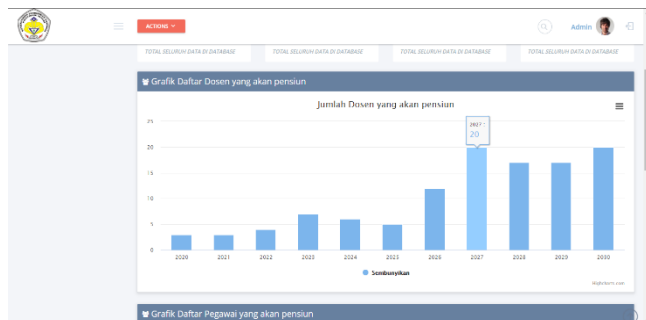 ACTIONS
Admin
TOTAL SELURUH DATA DI DATABASE
TOTAL SELURUH DATA DI DATABASE
TOTAL SELURUH DATA DI DATABASE
TOTAL SELURUH DATA DI DATABASE
Grafik Daftar Dosen yang akan pensiun
Jumlah Dosen yang akan pensiun
25
20
15
10
5
0
2027 :
20
2020 2021 2022 2023 2024 2025 2026 2027 2028 2029 2030
Sembunyikan
Highcharts.com
Grafik Daftar Pegawai yang akan pensiun